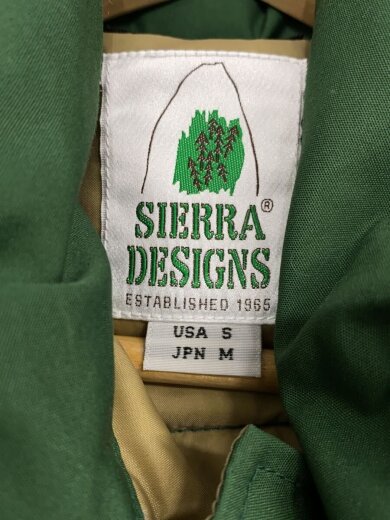 SIERRA®
DESIGNS
ESTABLISHED 1965
USA S
JPN M